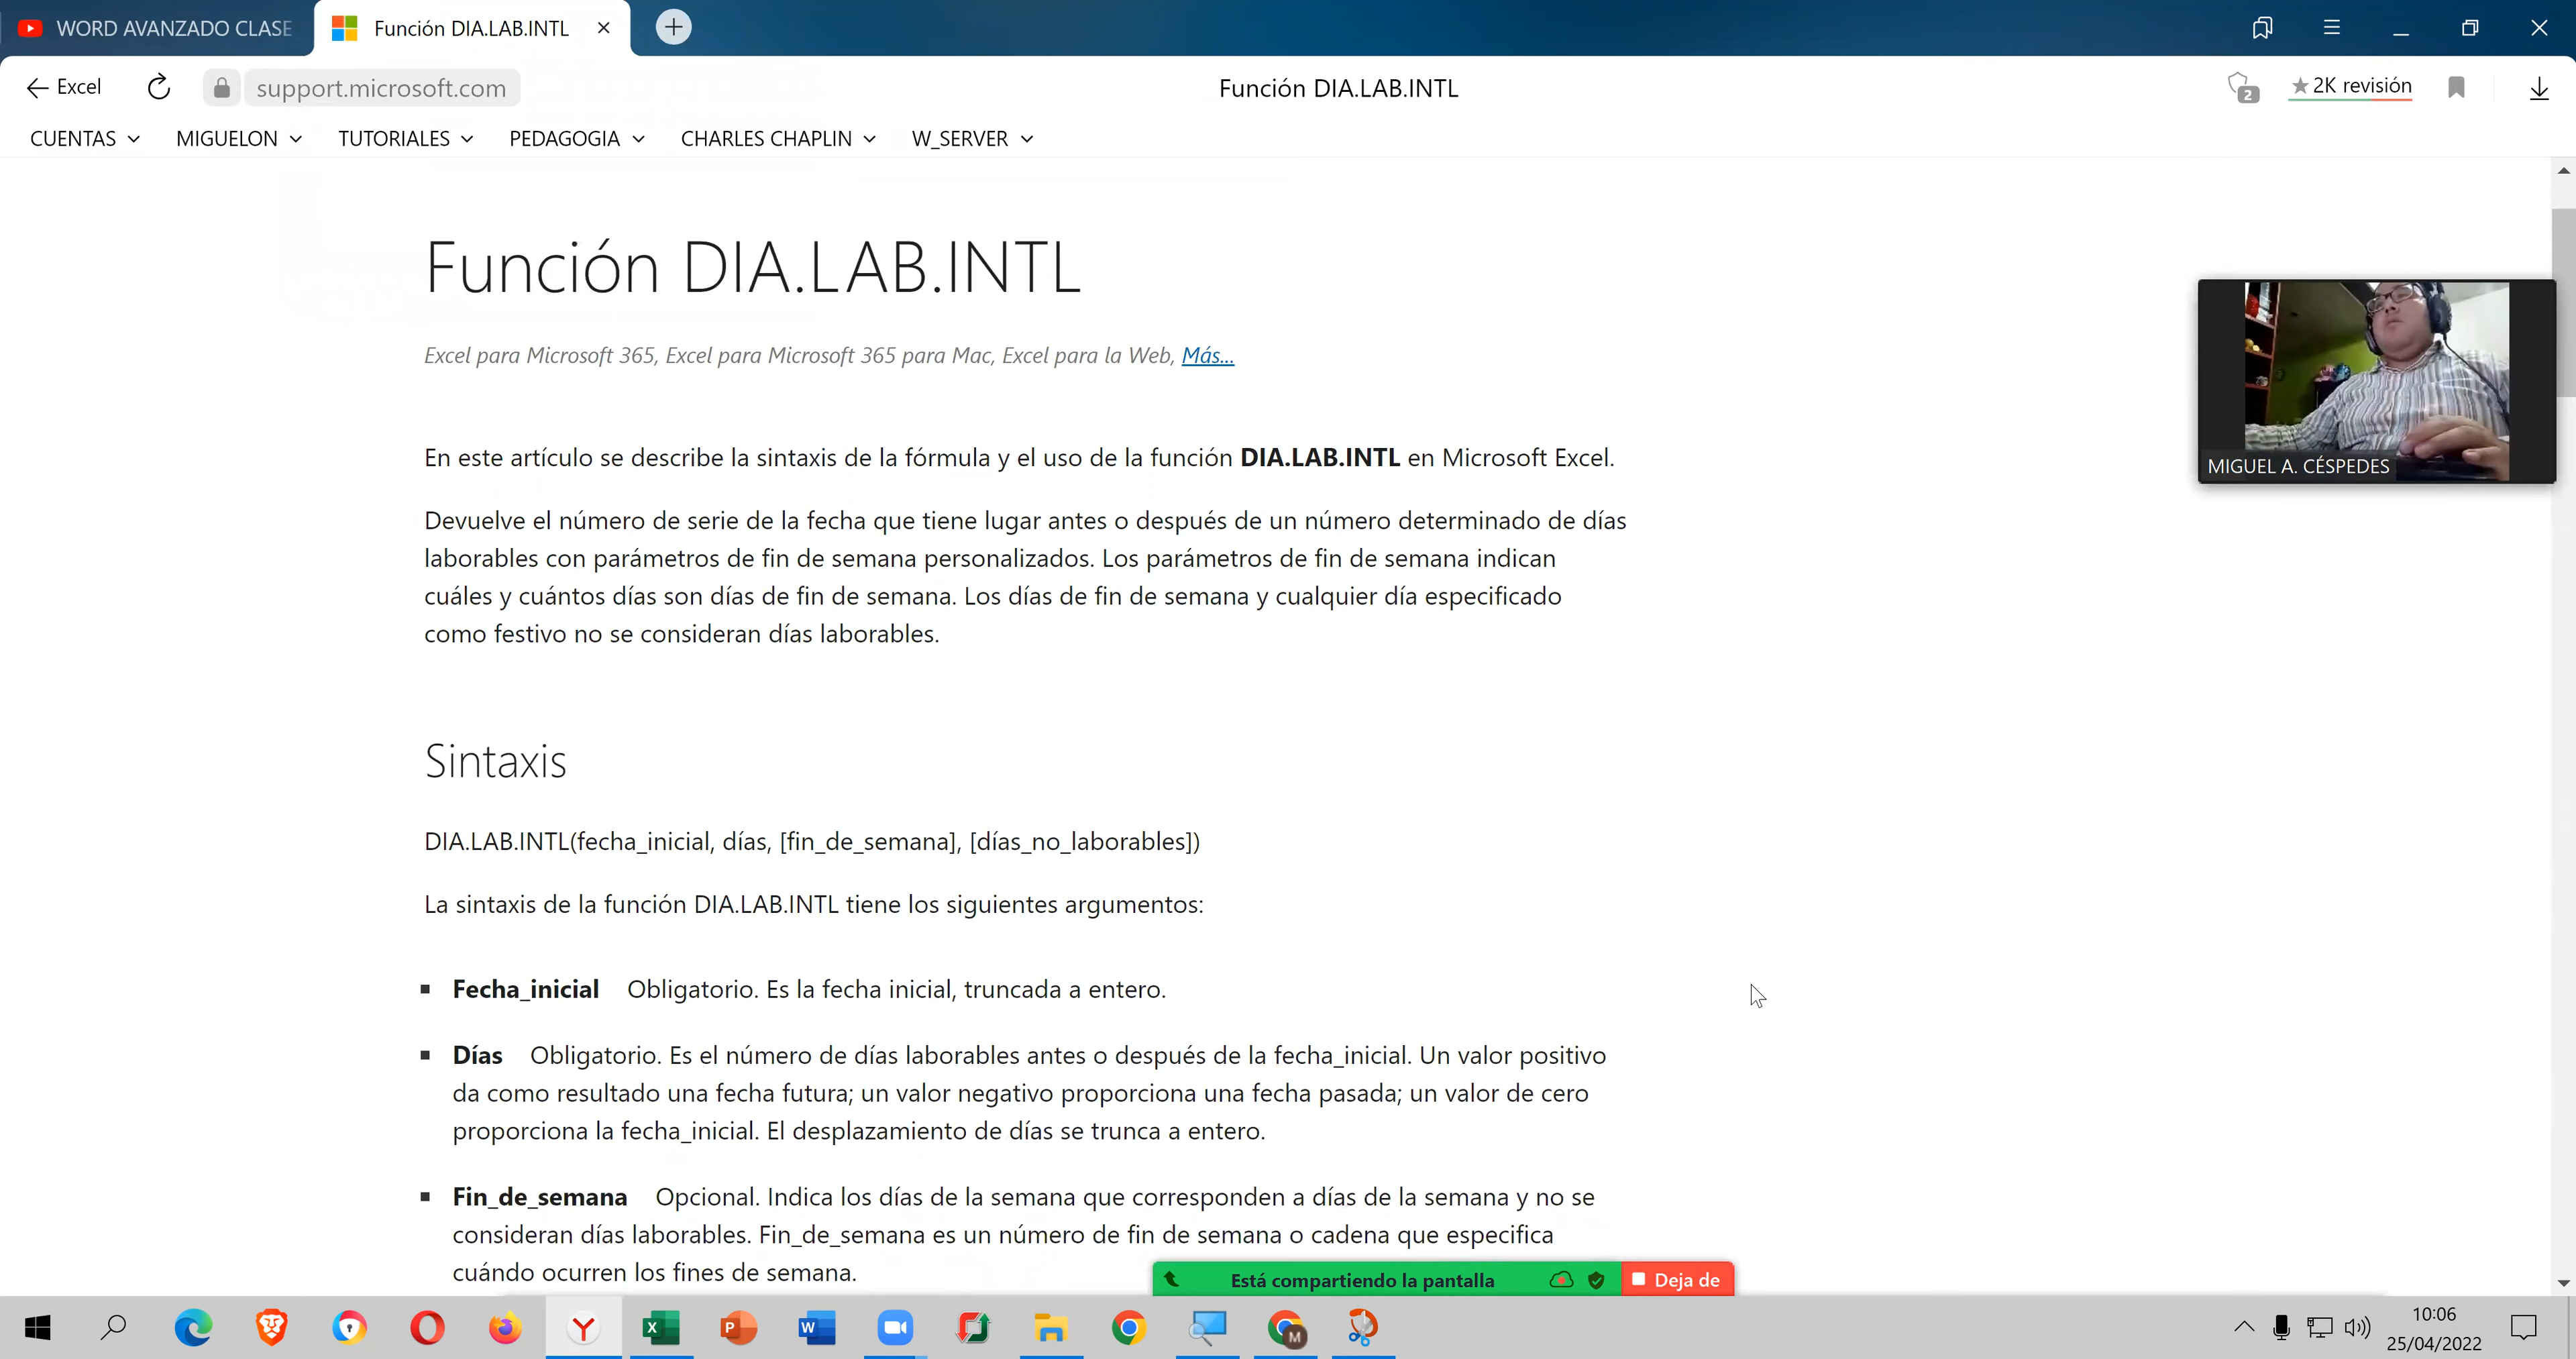 WORD AVANZADO CLASE
Función DIA.LAB.INTL
Excel
support.microsoft.com
Función DIA.LAB.INTL
2
2K revisión
CUENTAS
MIGUELON
TUTORIALES
PEDAGOGIA
CHARLES CHAPLIN
W_SERVER
Función DIA.LAB.INTL
Excel para Microsoft 365, Excel para Microsoft 365 para Mac, Excel para la Web, Más...
MIGUEL A. CÉSPEDES
En este artículo se describe la sintaxis de la fórmula y el uso de la función DIA.LAB.INTL en Microsoft Excel.
Devuelve el número de serie de la fecha que tiene lugar antes o después de un número determinado de días
laborables con parámetros de fin de semana personalizados. Los parámetros de fin de semana indican
cuáles y cuántos días son días de fin de semana. Los días de fin de semana y cualquier día especificado
como festivo no se consideran días laborables.
Sintaxis
DIA.LAB.INTL(fecha_inicial, días, [fin_de_semana], [días_no_laborables])
La sintaxis de la función DIA.LAB.INTL tiene los siguientes argumentos:
Fecha_inicial Obligatorio. Es la fecha inicial, truncada a entero.
Días Obligatorio. Es el número de días laborables antes o después de la fecha_inicial. Un valor positivo
da como resultado una fecha futura; un valor negativo proporciona una fecha pasada; un valor de cero
proporciona la fecha_inicial. El desplazamiento de días se trunca a entero.
Fin_de_semana Opcional. Indica los días de la semana que corresponden a días de la semana y no se
consideran días laborables. Fin_de_semana es un número de fin de semana o cadena que especifica
cuándo ocurren los fines de semana.
Está compartiendo la pantalla
Deja de
Y
X
P
W
M
10:06
25/04/2022